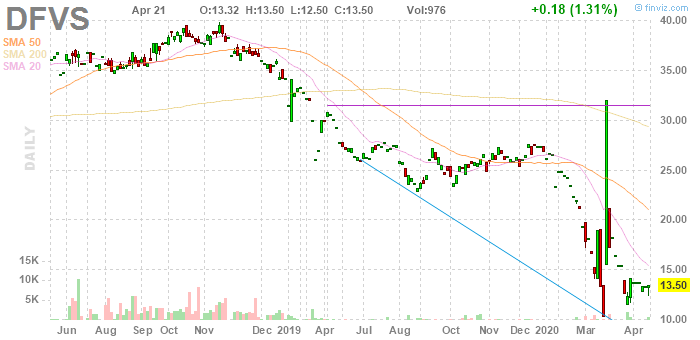 DFVS Apr 21 O:13.32 H:13.50 L:12.50 C:13.50 Vol:976 +0.18 (1.31%) © finviz.com
SMA 50
SMA 200
SMA 20
DAILY
40.00
35.00
30.00
25.00
20.00
15.00
13.50
10.00
15K
10K
5K
Jun Aug Sep Oct Nov Dec 2019 Apr Jun Aug Oct Nov Dec 2020 Mar Apr